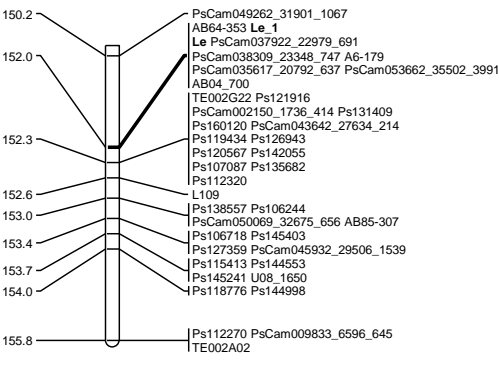 150.2
152.0
152.3
152.6
153.0
153.4
153.7
154.0
155.8
PsCam049262_31901_1067
AB64-353 Le_1
Le PsCam037922_22979_691
PsCam038309_23348_747 A6-179
PsCam035617_20792_637 PsCam053662_35502_3991
AB04_700
TE002G22 Ps121916
PsCam002150_1736_414 Ps131409
Ps160120 PsCam043642_27634_214
Ps119434 Ps126943
Ps120567 Ps142055
Ps107087 Ps135682
Ps112320
L109
Ps138557 Ps106244
PsCam050069_32675_656 AB85-307
Ps106718 Ps145403
Ps127359 PsCam045932_29506_1539
Ps115413 Ps144553
Ps145241 U08_1650
Ps118776 Ps144998
Ps112270 PsCam009833_6596_645
TE002A02